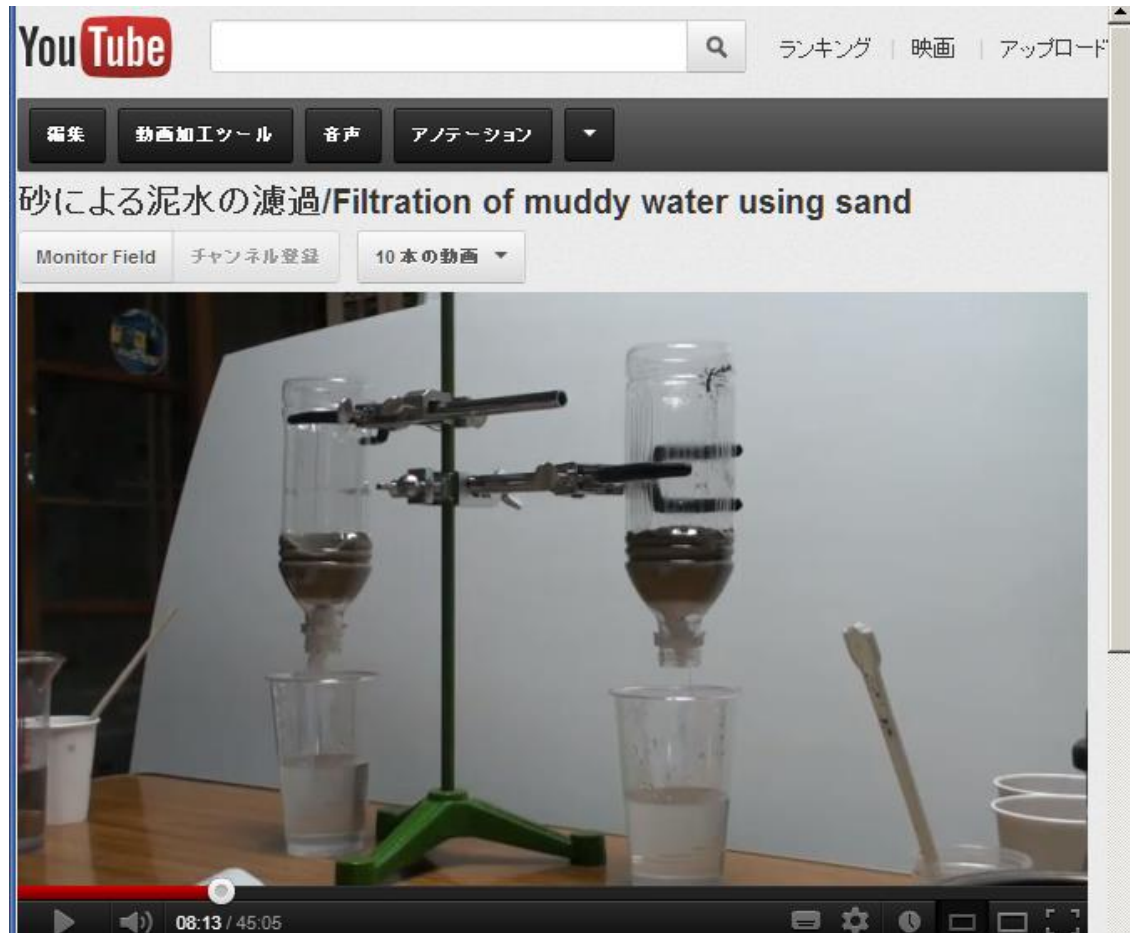 YouTube ランキング 映画 アップロード
編集 動画加工ツール 音声 アノテーション
砂による泥水の濾過/Filtration of muddy water using sand
Monitor Field チャンネル登録 10 本の動画
08:13 / 45:05